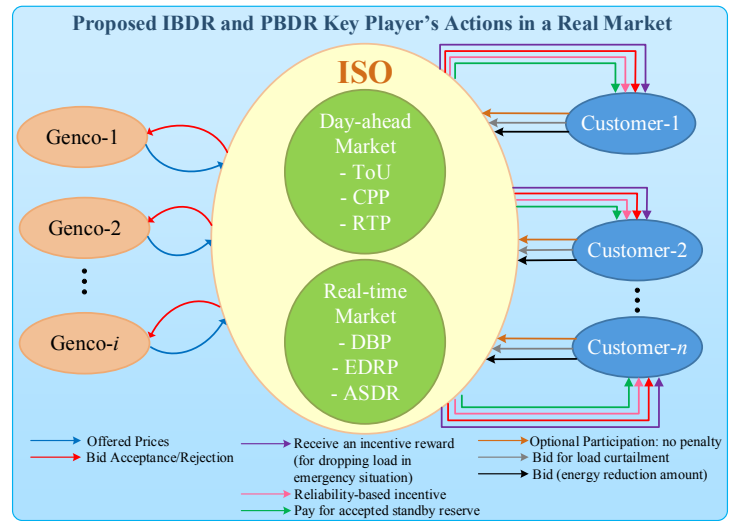 Proposed IBDR and PBDR Key Player's Actions in a Real Market
ISO
Genco-1
Genco-2
Genco-i
Day-ahead
Market
- ToU
- CPP
- RTP
Real-time
Market
- DBP
- EDRP
- ASDR
Customer-1
Customer-2
Customer-n
Offered Prices
Bid Acceptance/Rejection
Receive an incentive reward
(for dropping load in
emergency situation)
Reliability-based incentive
Pay for accepted standby reserve
Optional Participation: no penalty
Bid for load curtailment
Bid (energy reduction amount)